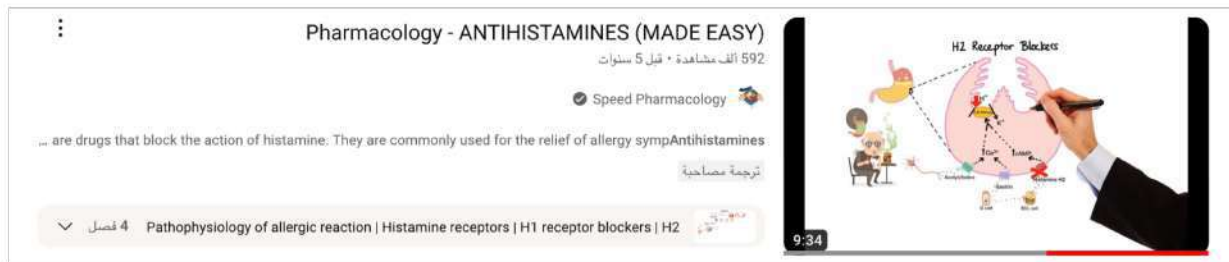 Pharmacology - ANTIHISTAMINES (MADE EASY)
592 ألف مشاهدة • قبل 5 سنوات
Speed Pharmacology
... are drugs that block the action of histamine. They are commonly used for the relief of allergy sympAntihistamines
ترجمة مصاحبة
4 فصل Pathophysiology of allergic reaction | Histamine receptors | H1 receptor blockers | H2
H2 Receptor Blockers
Histamine H2
Gastrin
9:34